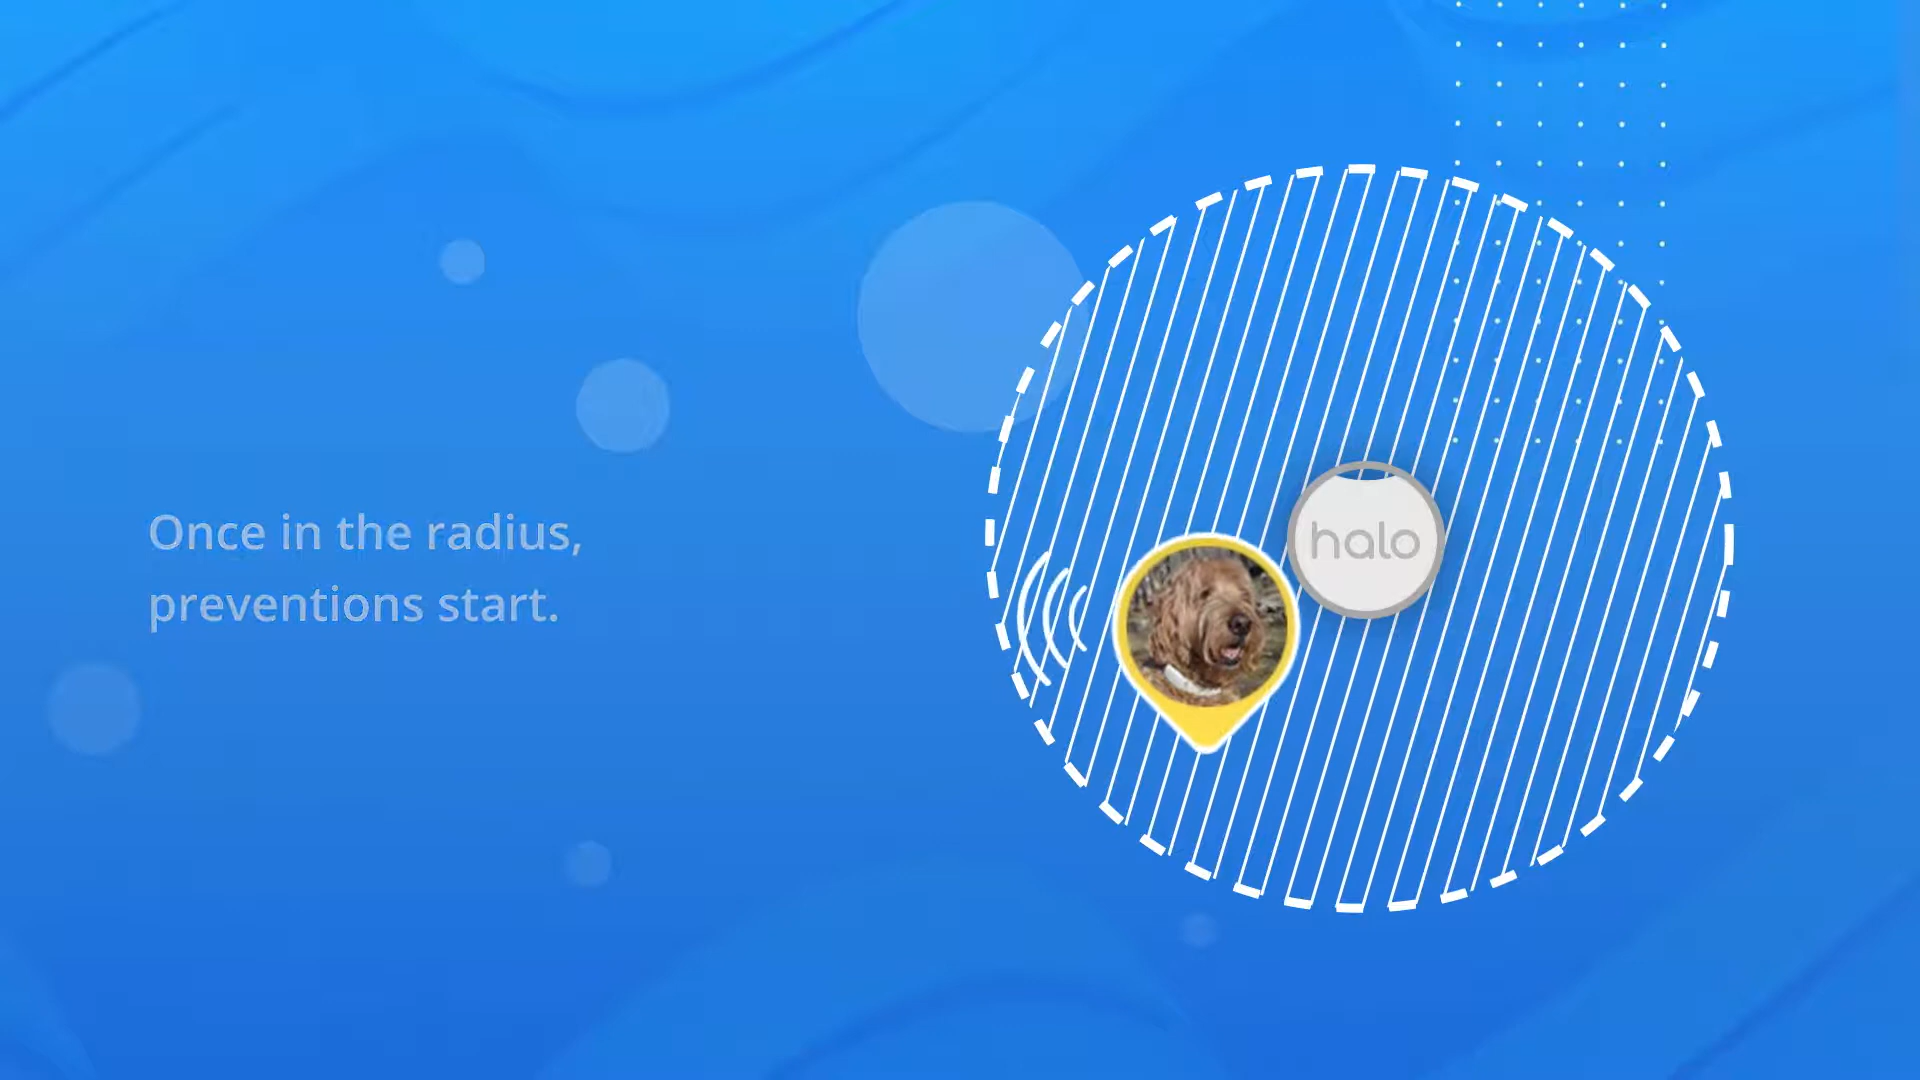 Once in the radius,
preventions start.
halo